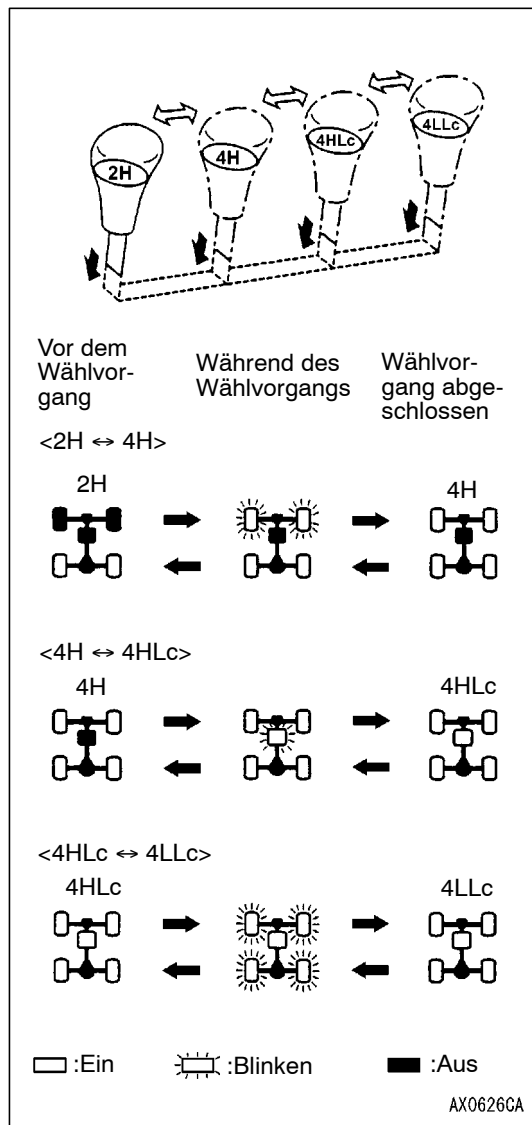 2H 4H 4HLc 4LLc
Vor dem
Wählvor-
gang
Während des
Wählvorgangs
Wählvor-
gang abge-
schlossen
<2H ↔ 4H>
2H
4H
<4H ↔ 4HLc>
4H
4HLc
<4HLc ↔ 4LLc>
4HLc
4LLc
:Ein :Blinken :Aus
AX0626CA